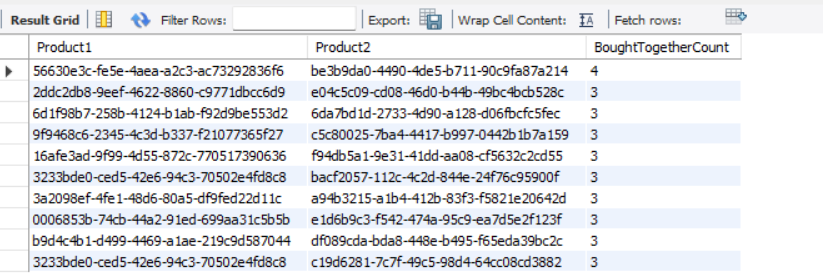 Result Grid Filter Rows: Export: Wrap Cell Content: Fetch rows:
Product1 Product2 BoughtTogetherCount
56630e3c-fe5e-4aea-a2c3-ac73292836f6 be3b9da0-4490-4de5-b711-90c9fa87a214 4
2ddc2db8-9eef-4622-8860-c9771dbcc6d9 e04c5c09-cd08-46d0-b44b-49bc4bcb528c 3
6d1f98b7-258b-4124-b1ab-f92d9be553d2 6da7bd1d-2733-4d90-a128-d06fbcfc5fec 3
9f9468c6-2345-4c3d-b337-f21077365f27 c5c80025-7ba4-4417-b997-0442b1b7a159 3
16afe3ad-9f99-4d55-872c-770517390636 f94db5a1-9e31-41dd-aa08-cf5632c2cd55 3
3233bde0-ced5-42e6-94c3-70502e4fd8c8 bacf2057-112c-4c2d-844e-24f76c95900f 3
3a2098ef-4fe1-48d6-80a5-df9fed22d11c a94b3215-a1b4-412b-83f3-f5821e20642d 3
0006853b-74cb-44a2-91ed-699aa31c5b5b e1d6b9c3-f542-474a-95c9-ea7d5e2f123f 3
b9d4c4b1-d499-4469-a1ae-219c9d587044 df089cda-bda8-448e-b495-f65eda39bc2c 3
3233bde0-ced5-42e6-94c3-70502e4fd8c8 c19d6281-7c7f-49c5-98d4-64cc08cd3882 3